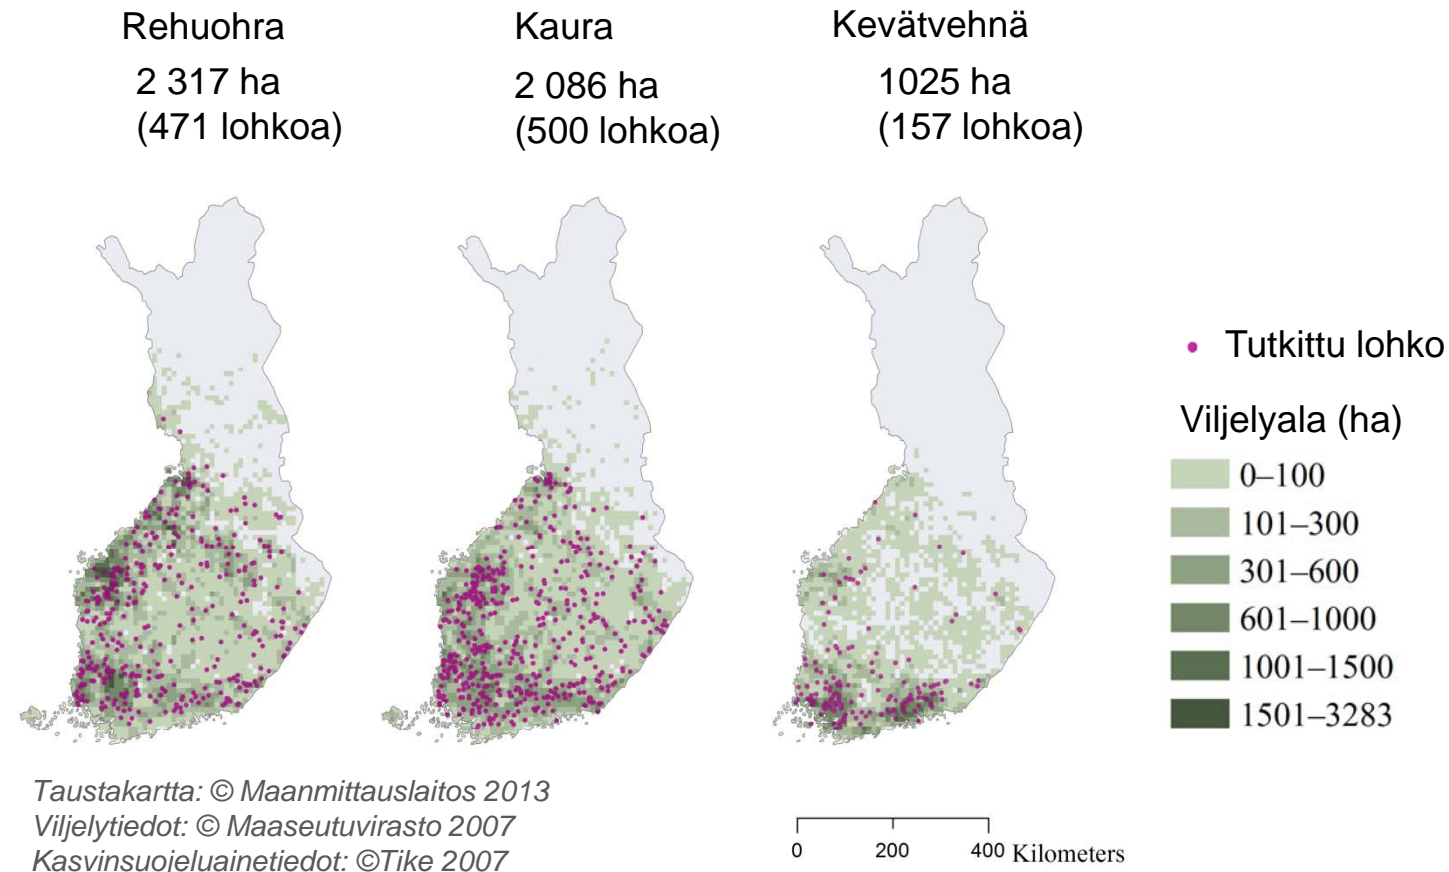 Rehuohra
2 317 ha
(471 lohkoa)
Kaura
2 086 ha
(500 lohkoa)
Kevätvehnä
1025 ha
(157 lohkoa)
Tutkittu lohko
Viljelyala (ha)
0–100
101–300
301–600
601–1000
1001–1500
1501–3283
Taustakartta: © Maanmittauslaitos 2013
Viljelytiedot: © Maaseutuvirasto 2007
Kasvinsuojeluainetiedot: ©Tike 2007
0 200 400 Kilometers